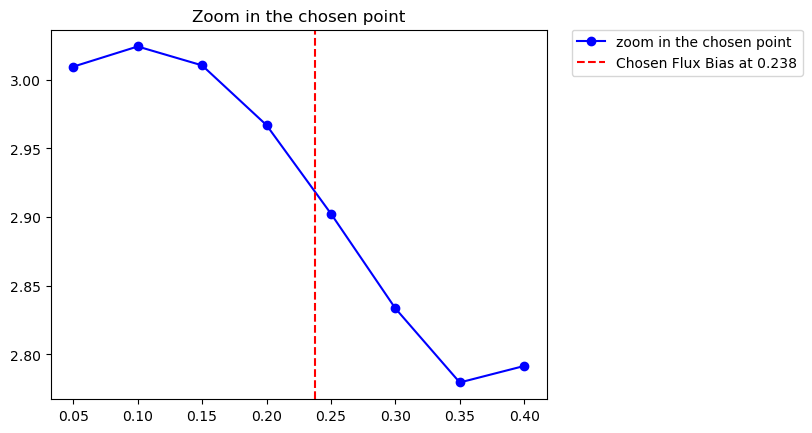 Zoom in the chosen point
zoom in the chosen point
Chosen Flux Bias at 0.238
3.00
2.95
2.90
2.85
2.80
0.05 0.10 0.15 0.20 0.25 0.30 0.35 0.40